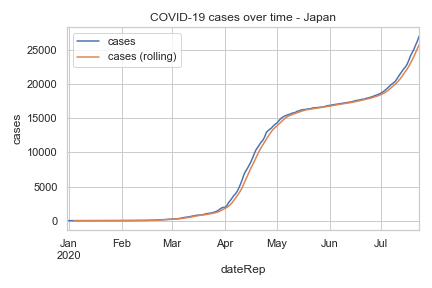 COVID-19 cases over time - Japan
cases
cases (rolling)
25000
20000
15000
10000
5000
0
cases
Jan Feb Mar Apr May Jun Jul
2020
dateRep